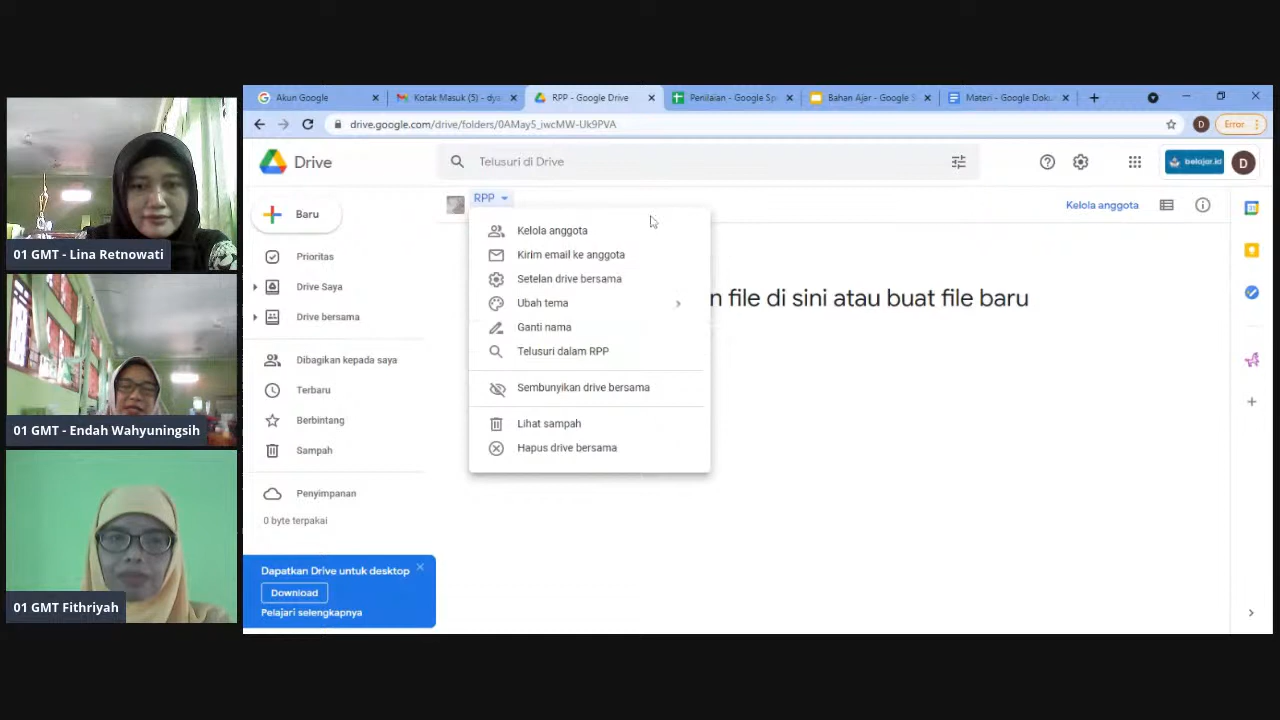 01 GMT - Lina Retnowati
01 GMT - Endah Wahyuningsih
01 GMT Fithriyah
Akun Google
Kotak Masuk (5) - dya
RPP - Google Drive
Penilaian - Google Sp
Bahan Ajar - Google S
Materi - Google Doku
drive.google.com/drive/folders/0AMay5_iwcMW-Uk9PVA
D
Error
Drive
Telusuri di Drive
belajar.id
D
Baru
Prioritas
Drive Saya
Drive bersama
Dibagikan kepada saya
Terbaru
Berbintang
Sampah
Penyimpanan
0 byte terpakai
Dapatkan Drive untuk desktop
Download
Pelajari selengkapnya
RPP
Kelola anggota
Kelola anggota
Kirim email ke anggota
Setelan drive bersama
Ubah tema
Ganti nama
Telusuri dalam RPP
Sembunyikan drive bersama
Lihat sampah
Hapus drive bersama
n file di sini atau buat file baru